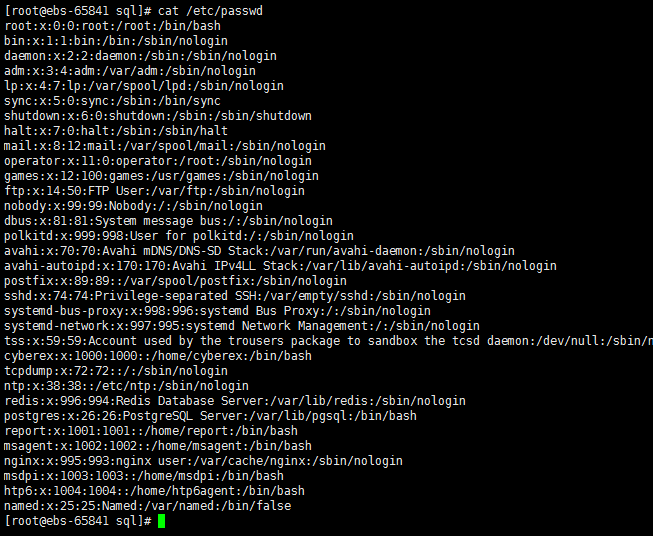 [root@ebs-65841 sql]# cat /etc/passwd
root:x:0:0:root:/root:/bin/bash
bin:x:1:1:bin:/bin:/sbin/nologin
daemon:x:2:2:daemon:/sbin:/sbin/nologin
adm:x:3:4:adm:/var/adm:/sbin/nologin
lp:x:4:7:lp:/var/spool/lpd:/sbin/nologin
sync:x:5:0:sync:/sbin:/bin/sync
shutdown:x:6:0:shutdown:/sbin:/sbin/shutdown
halt:x:7:0:halt:/sbin:/sbin/halt
mail:x:8:12:mail:/var/spool/mail:/sbin/nologin
operator:x:11:0:operator:/root:/sbin/nologin
games:x:12:100:games:/usr/games:/sbin/nologin
ftp:x:14:50:FTP User:/var/ftp:/sbin/nologin
nobody:x:99:99:Nobody:/:/sbin/nologin
dbus:x:81:81:System message bus:/:/sbin/nologin
polkitd:x:999:998:User for polkitd:/:/sbin/nologin
avahi:x:70:70:Avahi mDNS/DNS-SD Stack:/var/run/avahi-daemon:/sbin/nologin
avahi-autoipd:x:170:170:Avahi IPv4LL Stack:/var/lib/avahi-autoipd:/sbin/nologin
postfix:x:89:89::/var/spool/postfix:/sbin/nologin
sshd:x:74:74:Privilege-separated SSH:/var/empty/sshd:/sbin/nologin
systemd-bus-proxy:x:998:996:systemd Bus Proxy:/:/sbin/nologin
systemd-network:x:997:995:systemd Network Management:/:/sbin/nologin
tss:x:59:59:Account used by the trousers package to sandbox the tcsd daemon:/dev/null:/sbin/n
cyberex:x:1000:1000::/home/cyberex:/bin/bash
tcpdump:x:72:72::/:/sbin/nologin
ntp:x:38:38::/etc/ntp:/sbin/nologin
redis:x:996:994:Redis Database Server:/var/lib/redis:/sbin/nologin
postgres:x:26:26:PostgreSQL Server:/var/lib/pgsql:/bin/bash
report:x:1001:1001::/home/report:/bin/bash
msagent:x:1002:1002::/home/msagent:/bin/bash
nginx:x:995:993:nginx user:/var/cache/nginx:/sbin/nologin
msdpi:x:1003:1003::/home/msdpi:/bin/bash
htp6:x:1004:1004::/home/htp6agent:/bin/bash
named:x:25:25:Named:/var/named:/bin/false
[root@ebs-65841 sql]#